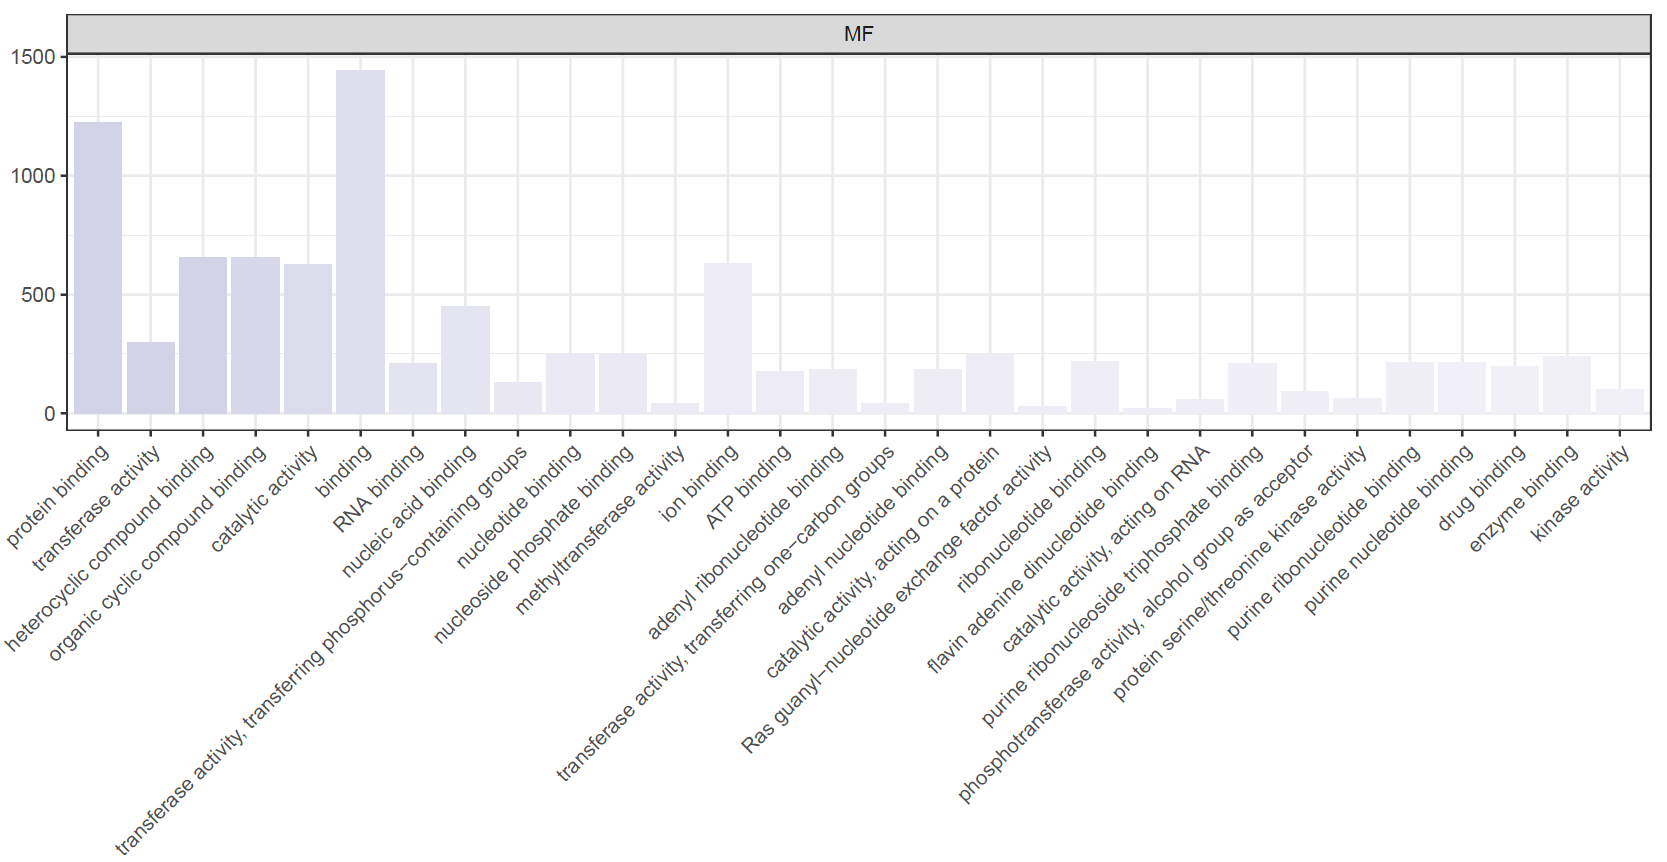 MF
1500
1000
500
0
protein binding
transferase activity
heterocyclic compound binding
organic cyclic compound binding
catalytic activity
binding
RNA binding
nucleic acid binding
transferase activity, transferring phosphorus−containing groups
nucleotide binding
nucleoside phosphate binding
methyltransferase activity
ion binding
ATP binding
adenyl ribonucleotide binding
transferase activity, transferring one−carbon groups
adenyl nucleotide binding
catalytic activity, acting on a protein
Ras guanyl−nucleotide exchange factor activity
ribonucleotide binding
flavin adenine dinucleotide binding
catalytic activity, acting on RNA
purine ribonucleoside triphosphate binding
phosphotransferase activity, alcohol group as acceptor
protein serine/threonine kinase activity
purine ribonucleotide binding
purine nucleotide binding
drug binding
enzyme binding
kinase activity